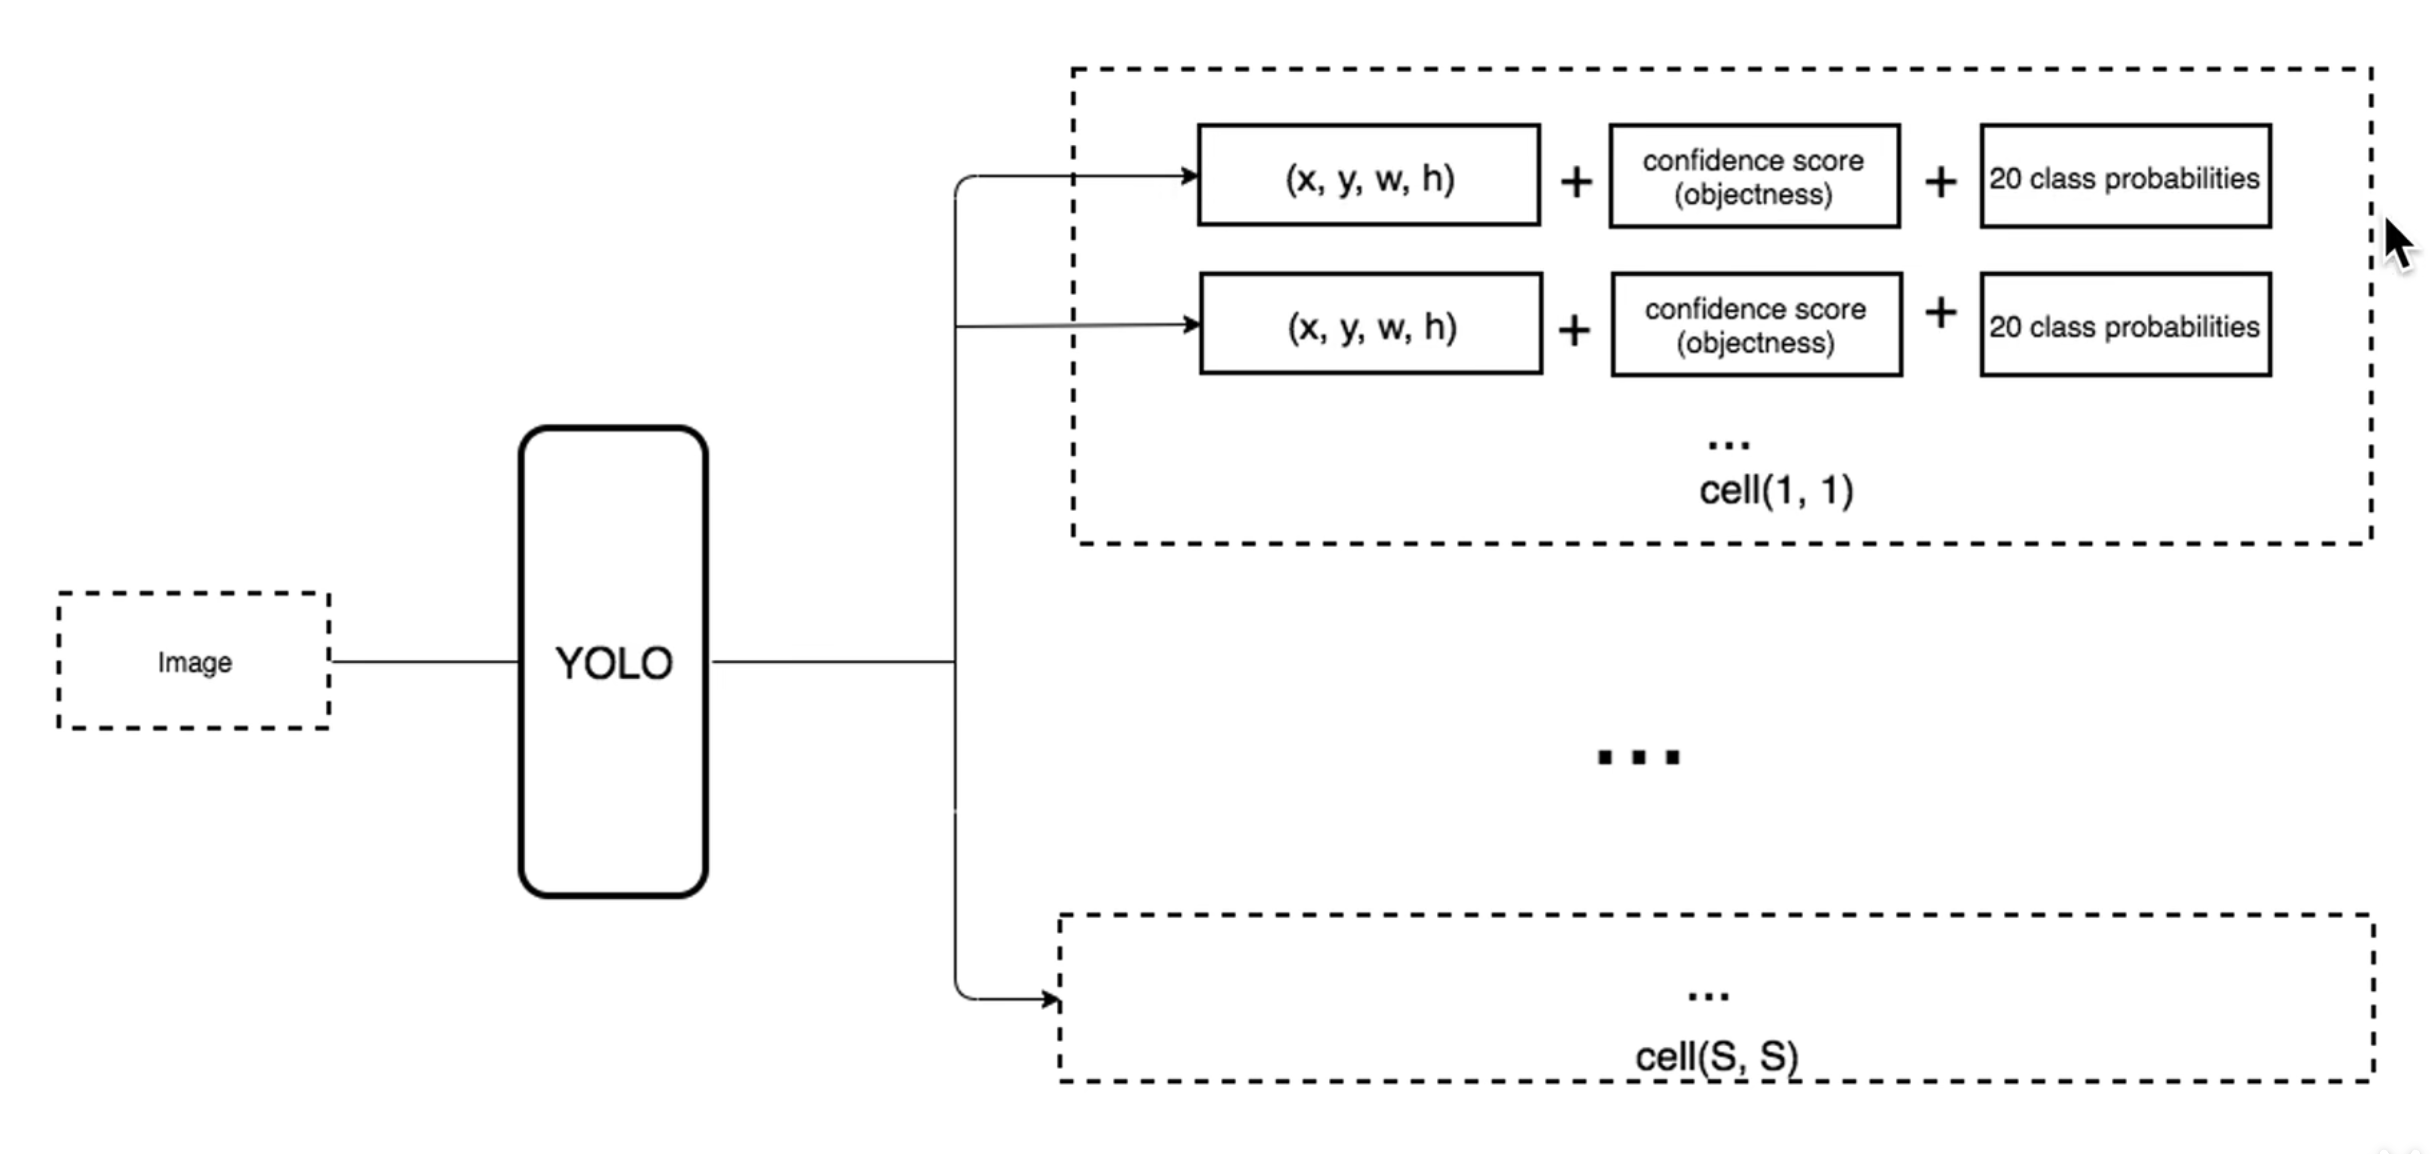 (x, y, w, h) + confidence score (objectness) + 20 class probabilities
(x, y, w, h) + confidence score (objectness) + 20 class probabilities
...
cell(1, 1)
Image
YOLO
...
...
cell(S, S)